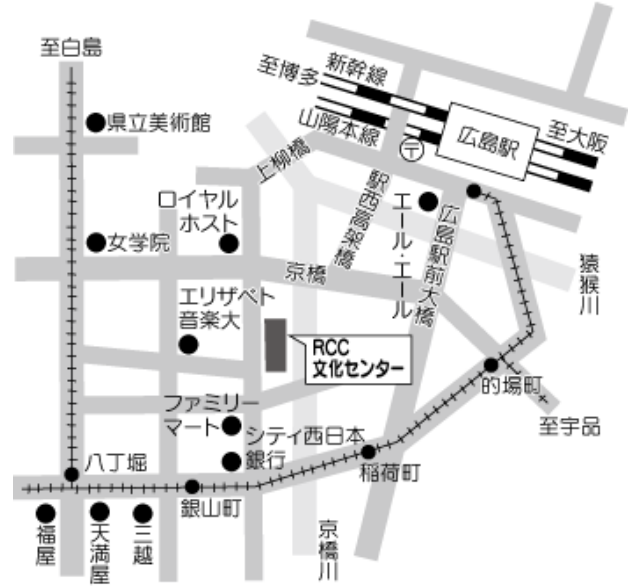 至白島
新幹線
至博多
山陽本線
広島駅
至大阪
県立美術館
〒
上柳橋
駅西高架橋
エール・エール
広島駅前大橋
猿猴川
ロイヤル
ホスト
女学院
京橋
エリザベト
音楽大
RCC
文化センター
的場町
至宇品
ファミリー
マート
シティ西日本
銀行
八丁堀
銀山町
稲荷町
京橋川
福屋
天満屋
三越